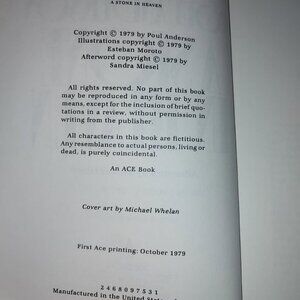 A STONE IN HEAVEN
Copyright © 1979 by Poul Anderson
Illustrations copyright © 1979 by
Esteban Moroto
Afterword copyright © 1979 by
Sandra Miesel
All rights reserved. No part of this book
may be reproduced in any form or by any
means, except for the inclusion of brief quo-
tations in a review, without permission in
writing from the publisher.
All characters in this book are fictitious.
Any resemblance to actual persons, living or
dead, is purely coincidental.
An ACE Book
Cover art by Michael Whelan
First Ace printing: October 1979
2 4 6 8 0 9 7 5 3 1
Manufactured in the United States